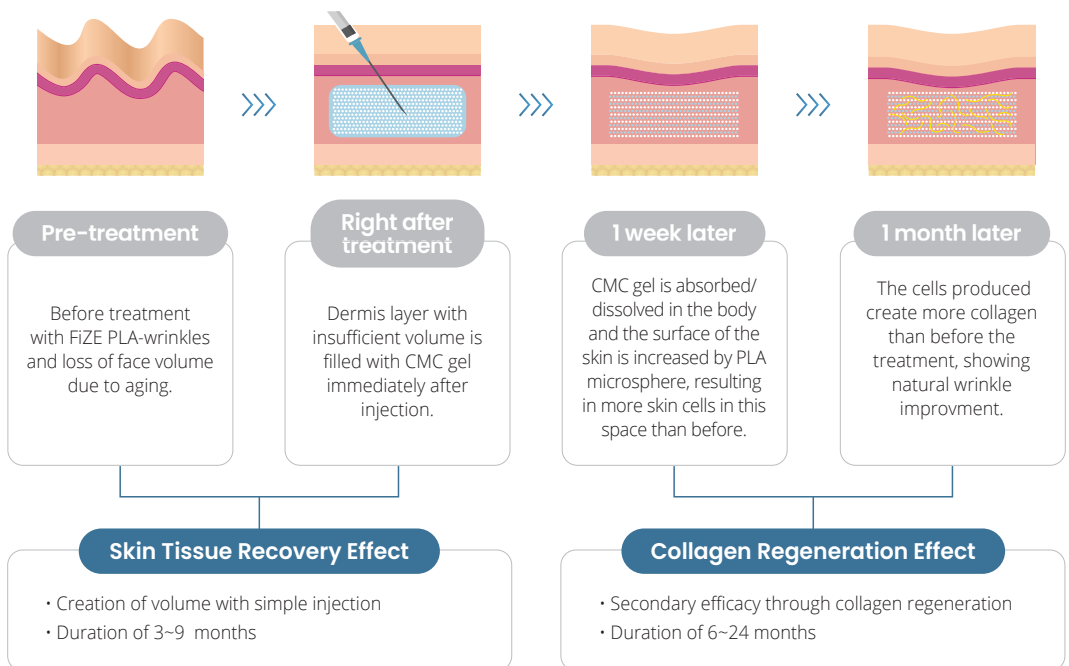 Pre-treatment
Before treatment
with FiZE PLA-wrinkles
and loss of face volume
due to aging.
Right after
treatment
Dermis layer with
insufficient volume is
filled with CMC gel
immediately after
injection.
1 week later
CMC gel is absorbed/
dissolved in the body
and the surface of the
skin is increased by PLA
microsphere, resulting
in more skin cells in this
space than before.
1 month later
The cells produced
create more collagen
than before the
treatment, showing
natural wrinkle
improvment.
Skin Tissue Recovery Effect
• Creation of volume with simple injection
• Duration of 3~9 months
Collagen Regeneration Effect
• Secondary efficacy through collagen regeneration
• Duration of 6~24 months